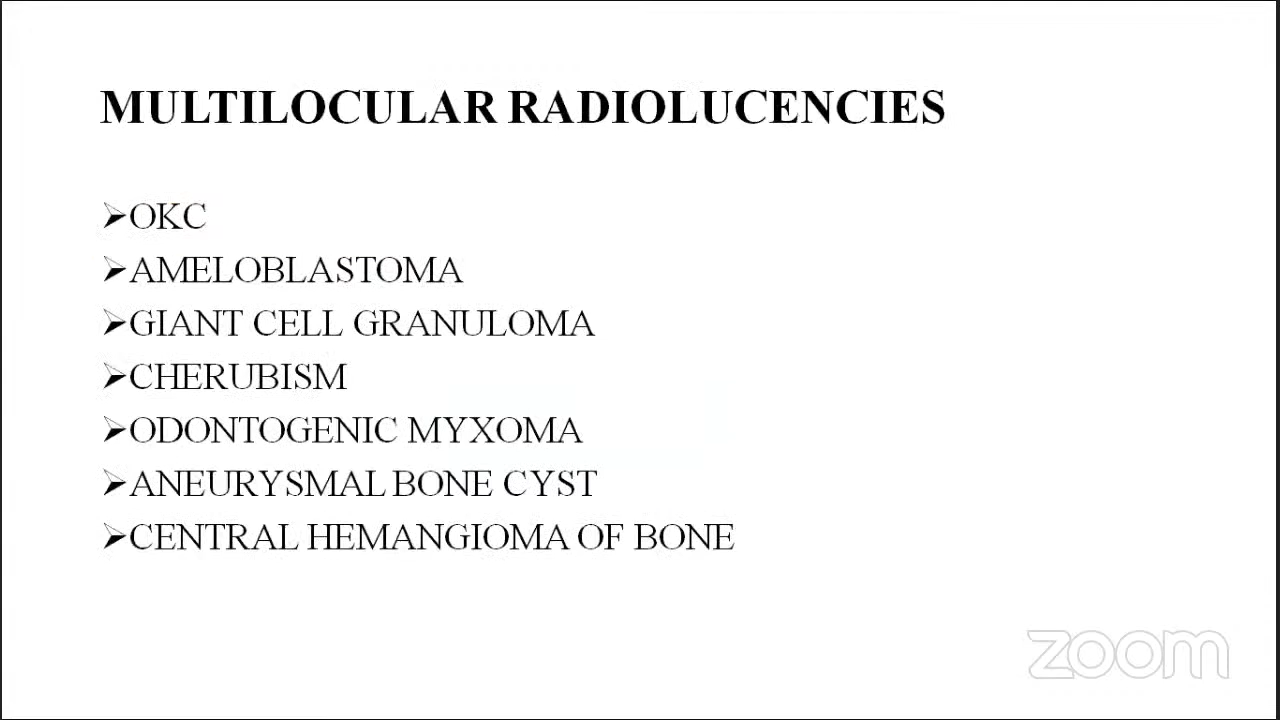 MULTILOCULAR RADIOLUCENCIES
➢OKC
➢AMELOBLASTOMA
➢GIANT CELL GRANULOMA
➢CHERUBISM
➢ODONTOGENIC MYXOMA
➢ANEURYSMAL BONE CYST
➢CENTRAL HEMANGIOMA OF BONE
zoom